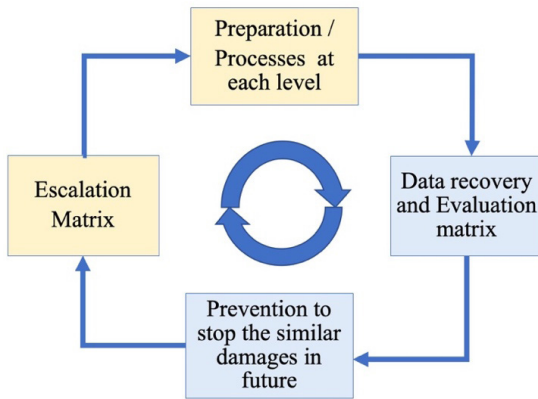 Preparation /
Processes at
each level
Escalation
Matrix
Data recovery
and Evaluation
matrix
Prevention to
stop the similar
damages in
future